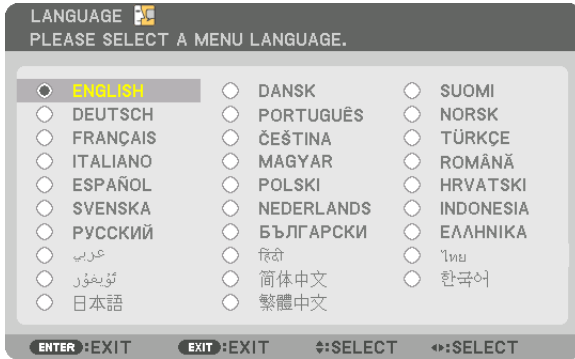 LANGUAGE
PLEASE SELECT A MENU LANGUAGE.
ENGLISH DANSK SUOMI
DEUTSCH PORTUGUÊS NORSK
FRANÇAIS ČEŠTINA TÜRKÇE
ITALIANO MAGYAR ROMÂNĂ
ESPAÑOL POLSKI HRVATSKI
SVENSKA NEDERLANDS INDONESIA
РУССКИЙ БЪЛГАРСКИ ΕΛΛΗΝΙΚΑ
عربي हिंदी ไทย
ئۇيغۇر 简体中文 한국어
日本語 繁體中文
ENTER:EXIT EXIT:EXIT :SELECT :SELECT